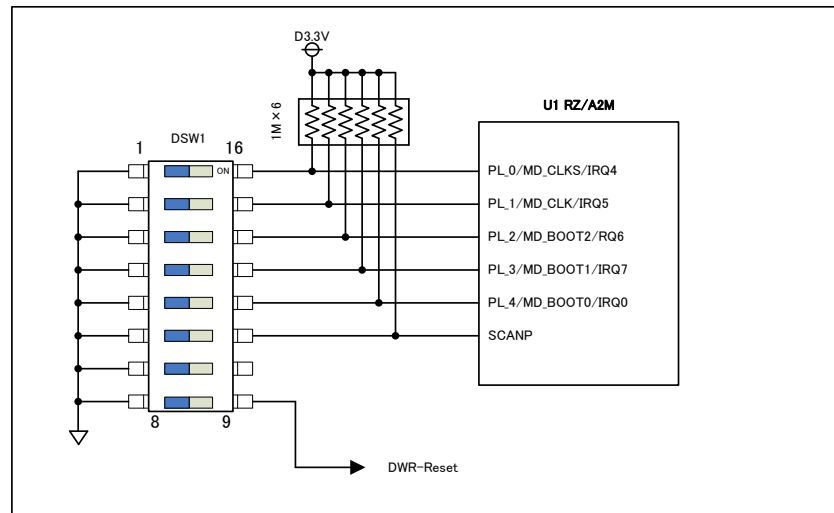 D3.3V
1M×6
U1 RZ/A2M
DSW1
1
16
ON
PL_0/MD_CLKS/IRQ4
PL_1/MD_CLK/IRQ5
PL_2/MD_BOOT2/RQ6
PL_3/MD_BOOT1/IRQ7
PL_4/MD_BOOT0/IRQ0
SCANP
8
9
DWR-Reset